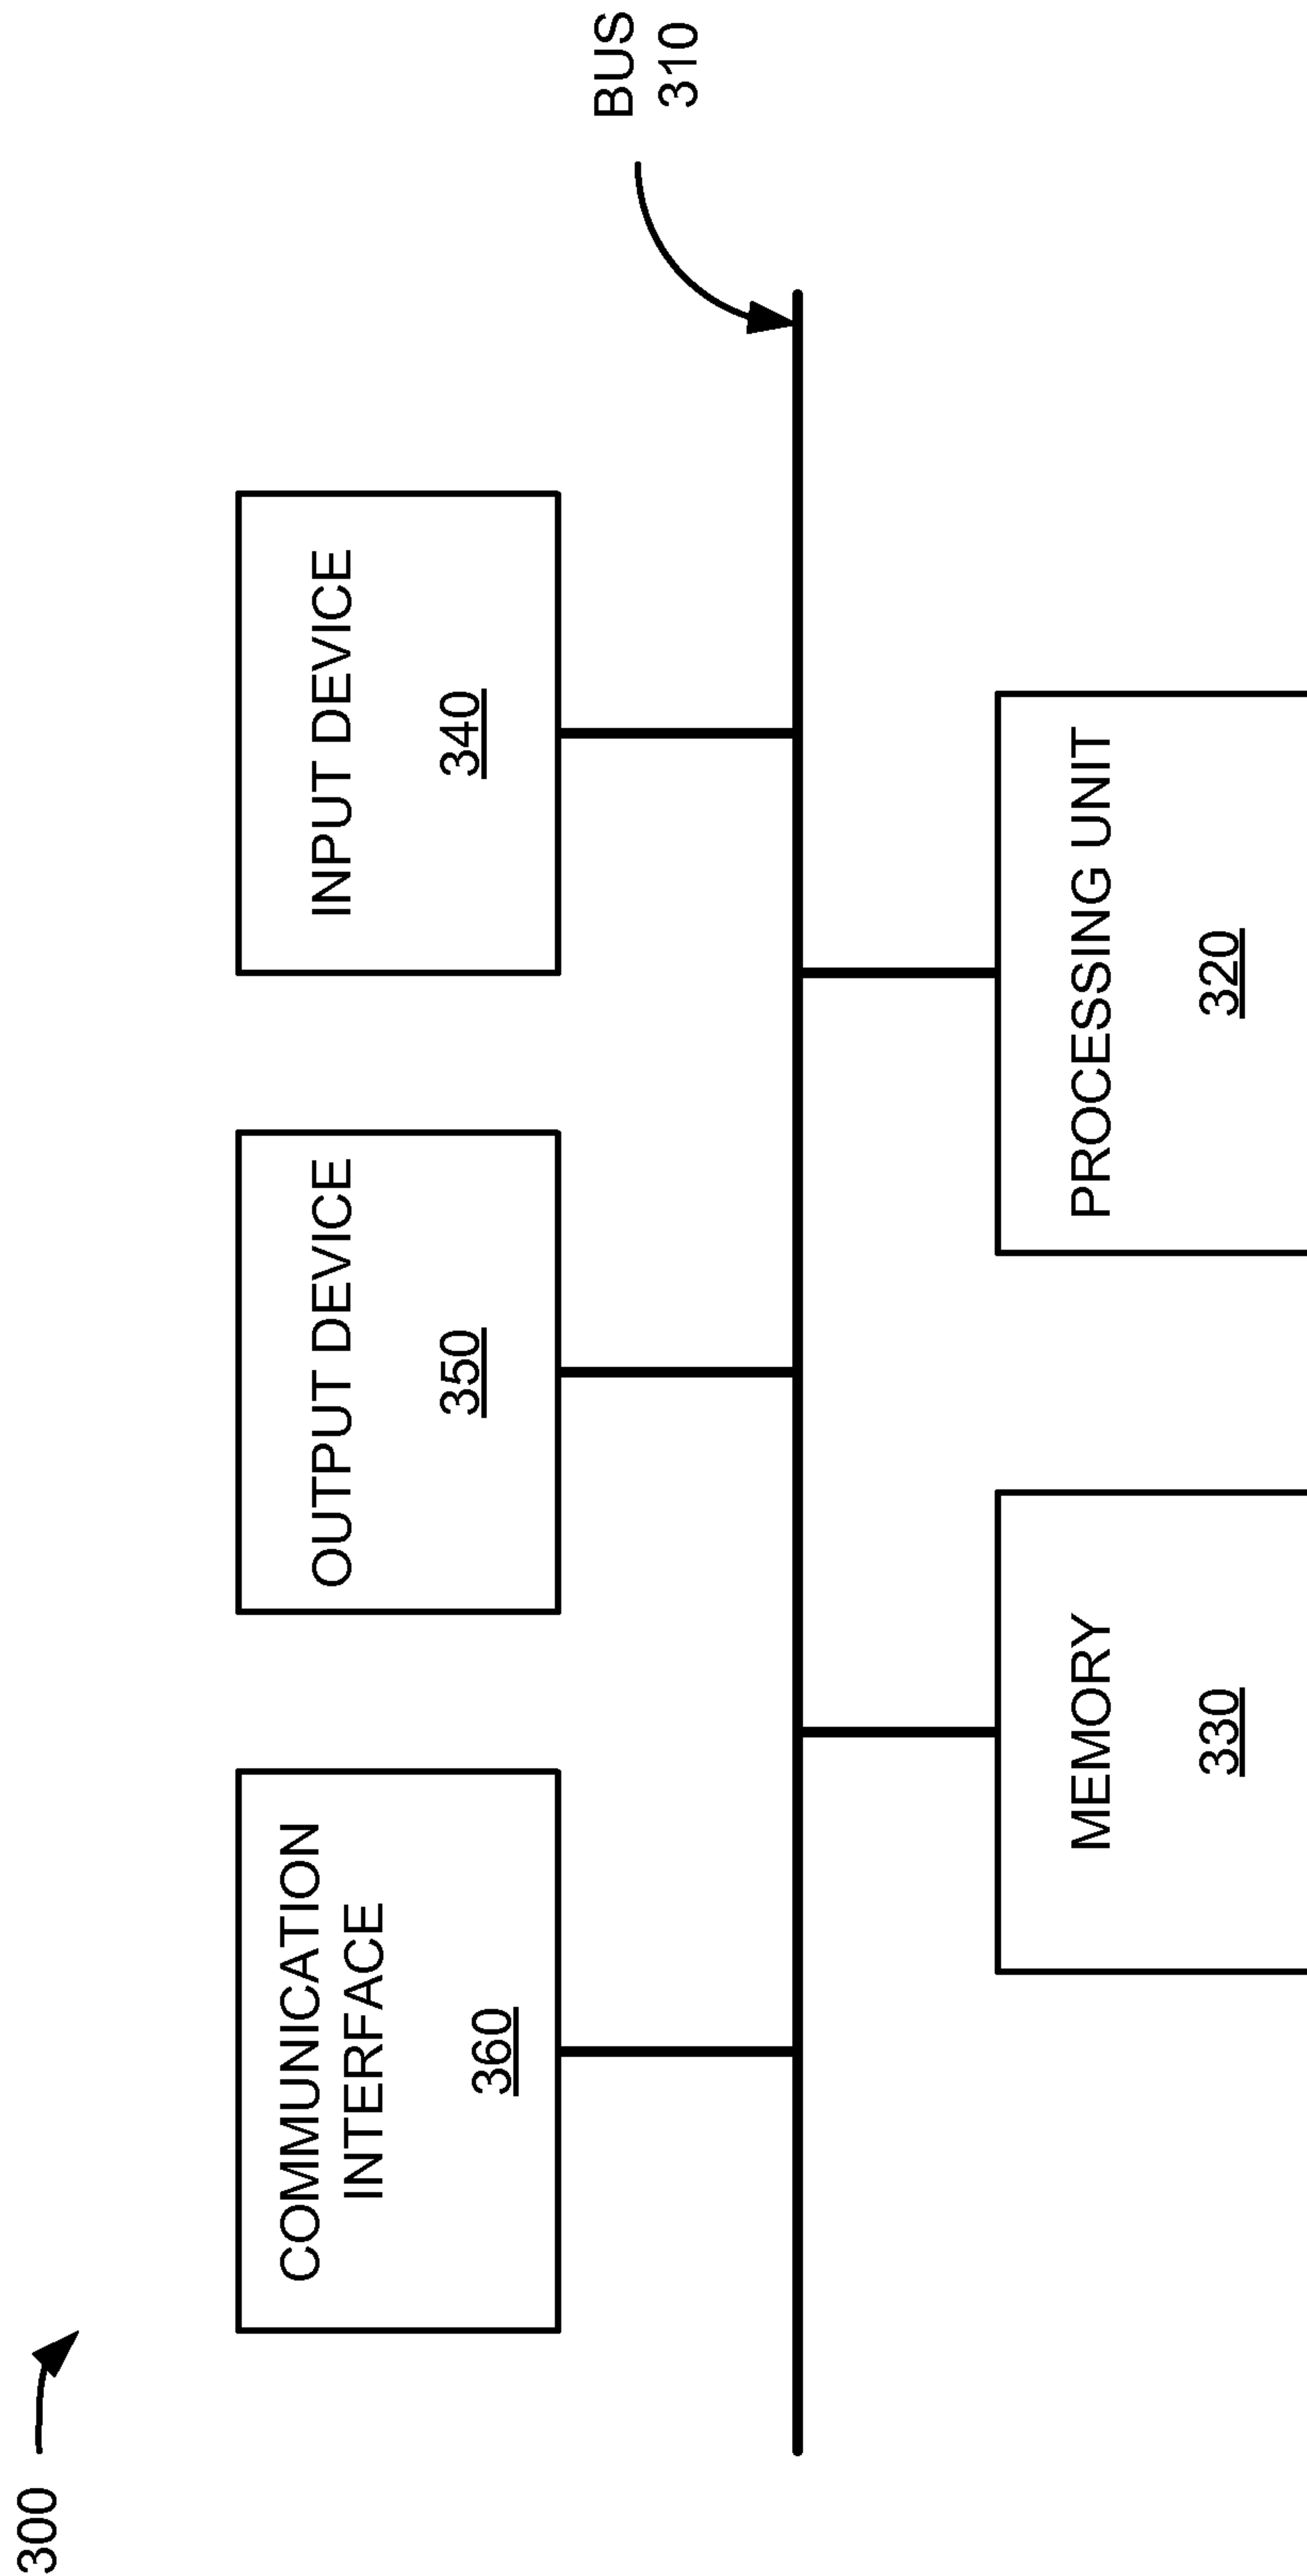 300
COMMUNICATION
INTERFACE
360
OUTPUT DEVICE
350
INPUT DEVICE
340
BUS
310
MEMORY
330
PROCESSING UNIT
320